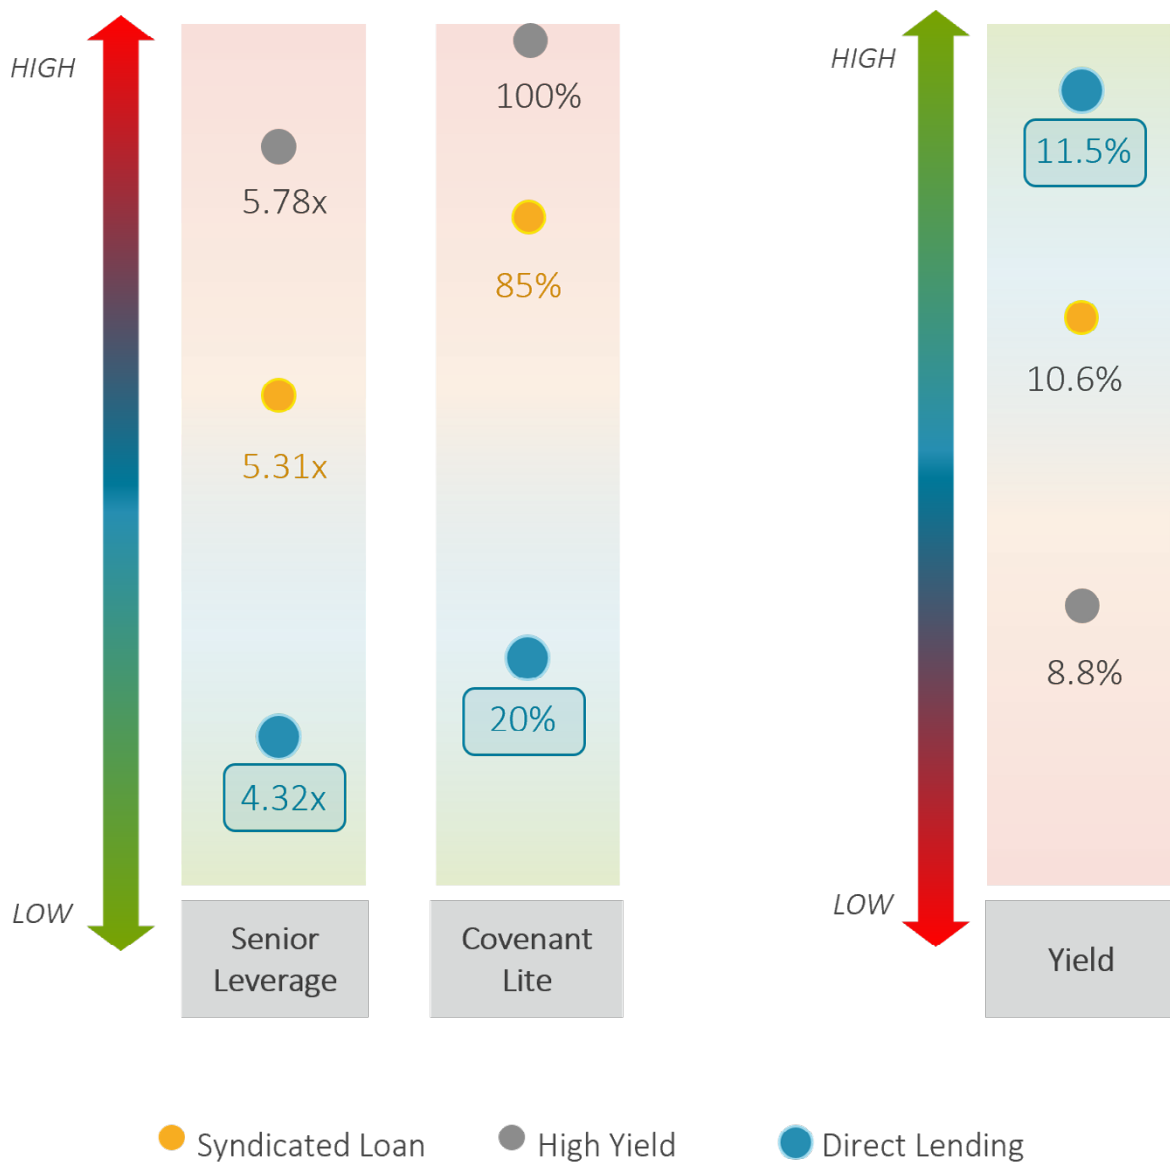 HIGH
5.78x
5.31x
4.32x
LOW
Senior
Leverage
100%
85%
20%
Covenant
Lite
HIGH
11.5%
10.6%
8.8%
LOW
Yield
Syndicated Loan
High Yield
Direct Lending